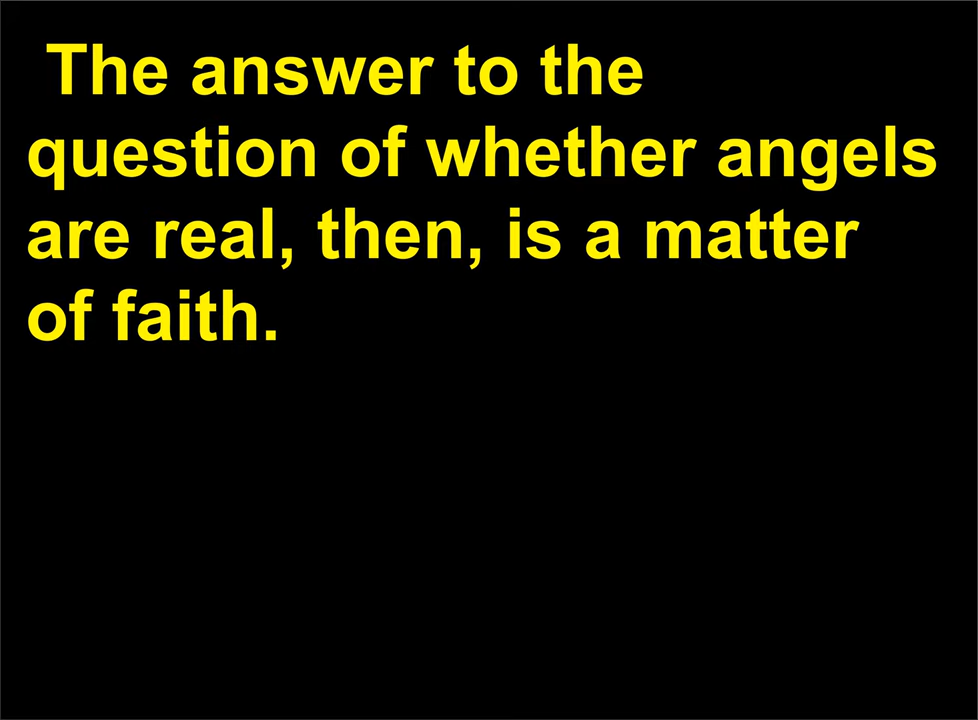 The answer to the
question of whether angels
are real, then, is a matter
of faith.